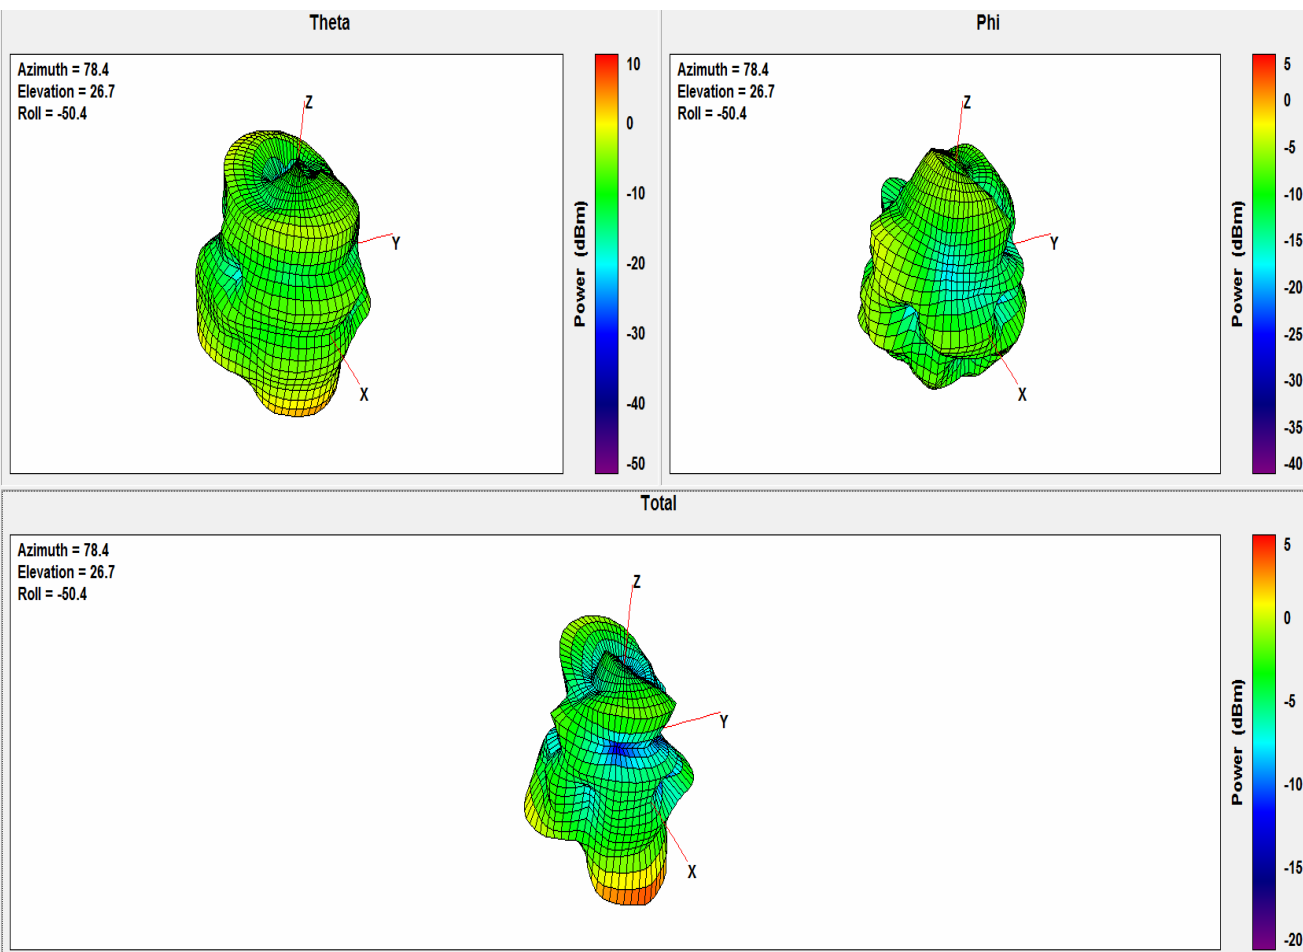 Theta
Azimuth = 78.4
Elevation = 26.7
Roll = -50.4
Z
Y
X
10
0
-10
-20
-30
-40
-50
Power (dBm)
Phi
Azimuth = 78.4
Elevation = 26.7
Roll = -50.4
Z
Y
X
5
0
-5
-10
-15
-20
-25
-30
-35
-40
Power (dBm)
Total
Azimuth = 78.4
Elevation = 26.7
Roll = -50.4
Z
Y
X
5
0
-5
-10
-15
-20
Power (dBm)